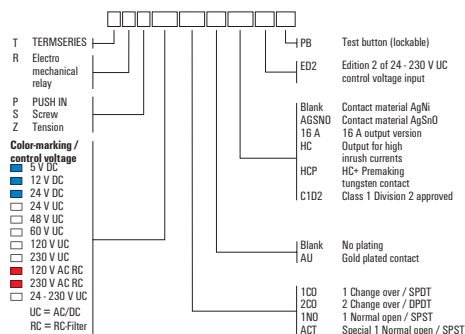 T TERMSERIES
R Electro
mechanical
relay
P PUSH IN
S Screw
Z Tension
Color-marking /
control voltage
5 V DC
12 V DC
24 V DC
24 V UC
48 V UC
60 V UC
120 V UC
230 V UC
120 V AC RC
230 V AC RC
24 - 230 V UC
UC = AC/DC
RC = RC-Filter
PB Test button (lockable)
ED2 Edition 2 of 24 - 230 V UC
control voltage input
Blank Contact material AgNi
AGSNO Contact material AgSnO
16 A 16 A output version
HC Output for high
inrush currents
HCP HC+ Premaking
tungsten contact
C1D2 Class 1 Division 2 approved
Blank No plating
AU Gold plated contact
1CO 1 Change over / SPDT
2CO 2 Change over / DPDT
1NO 1 Normal open / SPST
ACT Special 1 Normal open / SPST